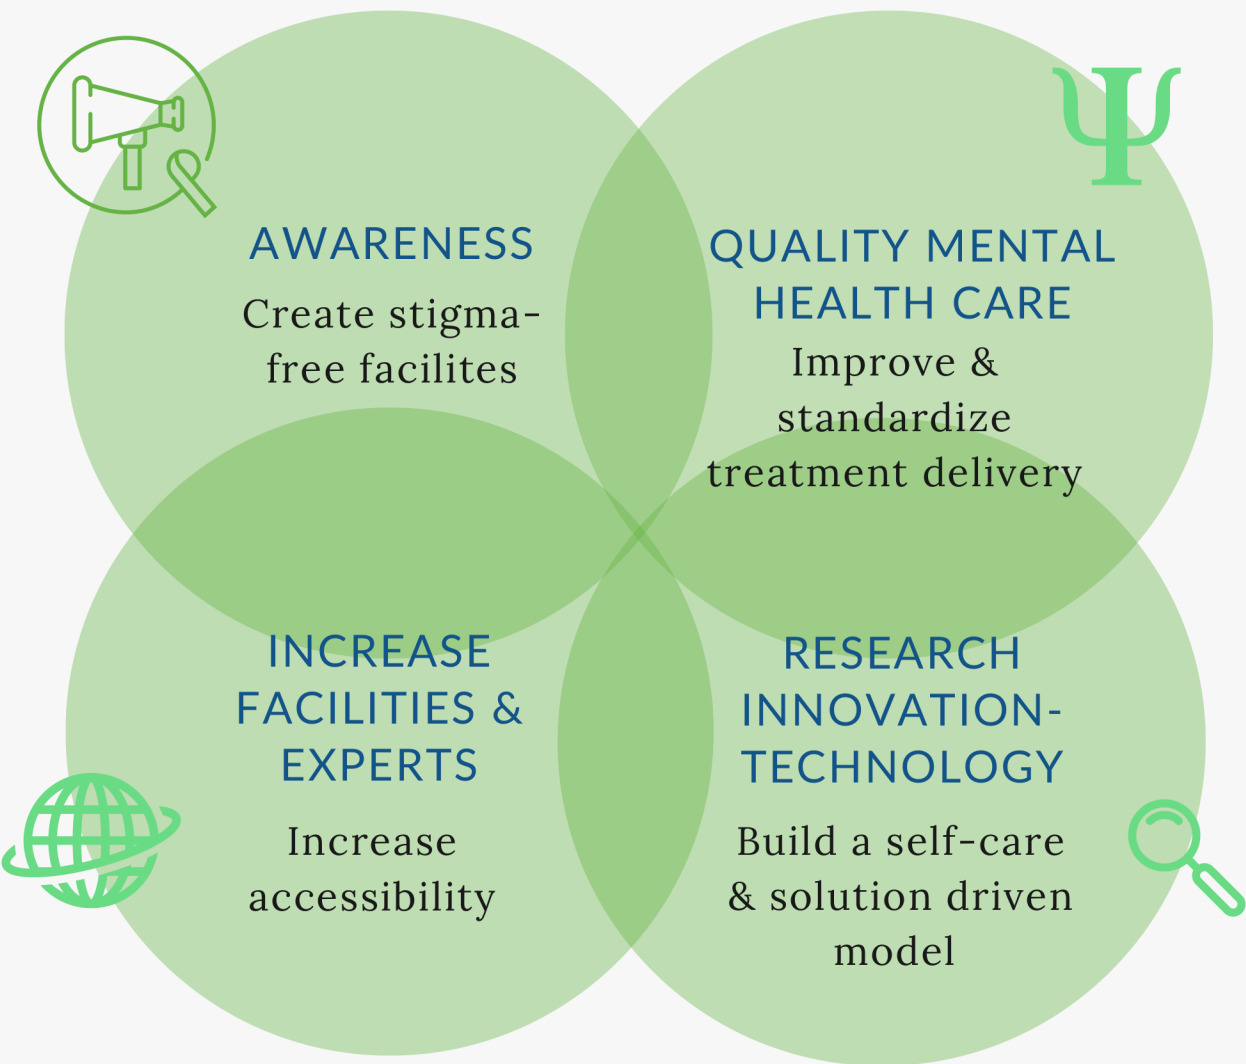 AWARENESS
Create stigma-
free facilites
QUALITY MENTAL
HEALTH CARE
Improve &
standardize
treatment delivery
INCREASE
FACILITIES &
EXPERTS
Increase
accessibility
RESEARCH
INNOVATION-
TECHNOLOGY
Build a self-care
& solution driven
model